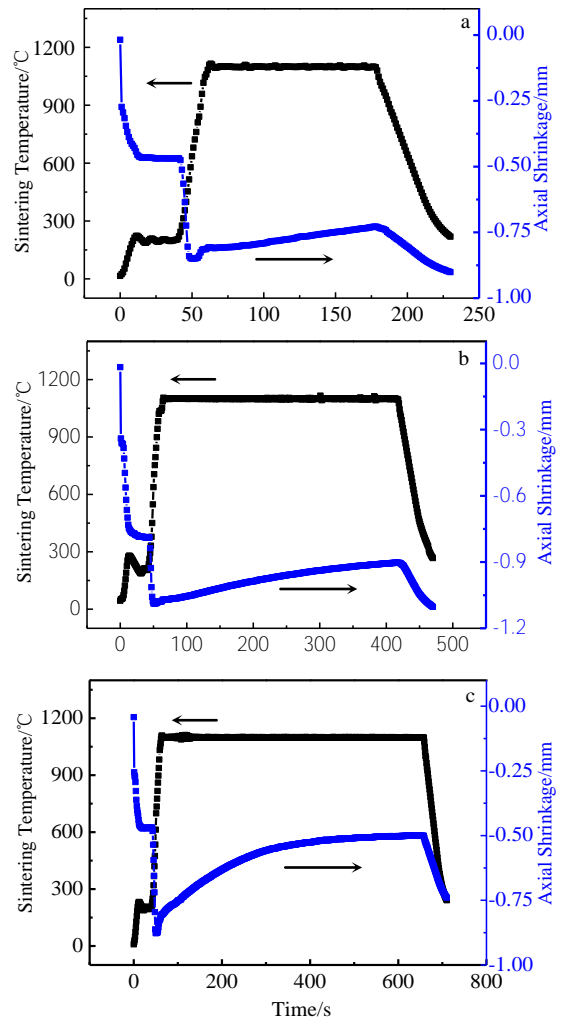 a
1200
900
600
300
0
Sintering Temperature/℃
0.00
-0.25
-0.50
-0.75
-1.00
Axial Shrinkage/mm
0 50 100 150 200 250
b
1200
900
600
300
0
Sintering Temperature/℃
0.0
-0.3
-0.6
-0.9
-1.2
Axial Shrinkage/mm
0 100 200 300 400 500
c
1200
900
600
300
0
Sintering Temperature/℃
0.00
-0.25
-0.50
-0.75
-1.00
Axial Shrinkage/mm
0 200 400 600 800
Time/s